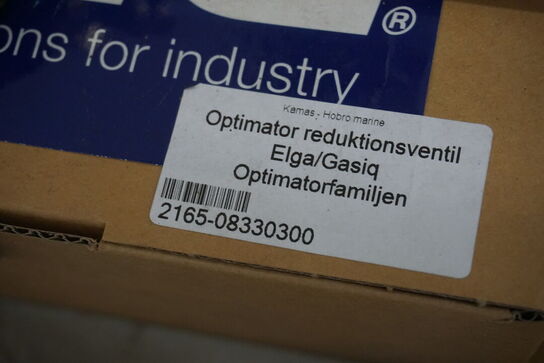 ®
ons for industry
Kamas - Hobro marine
Optimator reduktionsventil
Elga/Gasiq
Optimatorfamiljen
2165-08330300